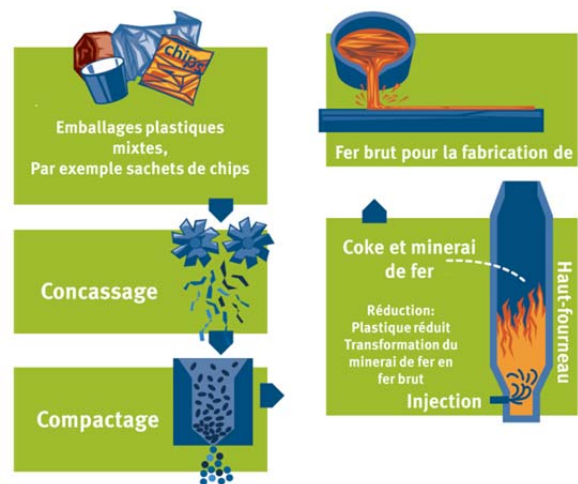 chips
Emballages plastiques
mixtes,
Par exemple sachets de chips
Concassage
Compactage
Fer brut pour la fabrication de
Coke et minerai
de fer
Haut-fourneau
Réduction:
Plastique réduit
Transformation du
minerai de fer en
fer brut
Injection